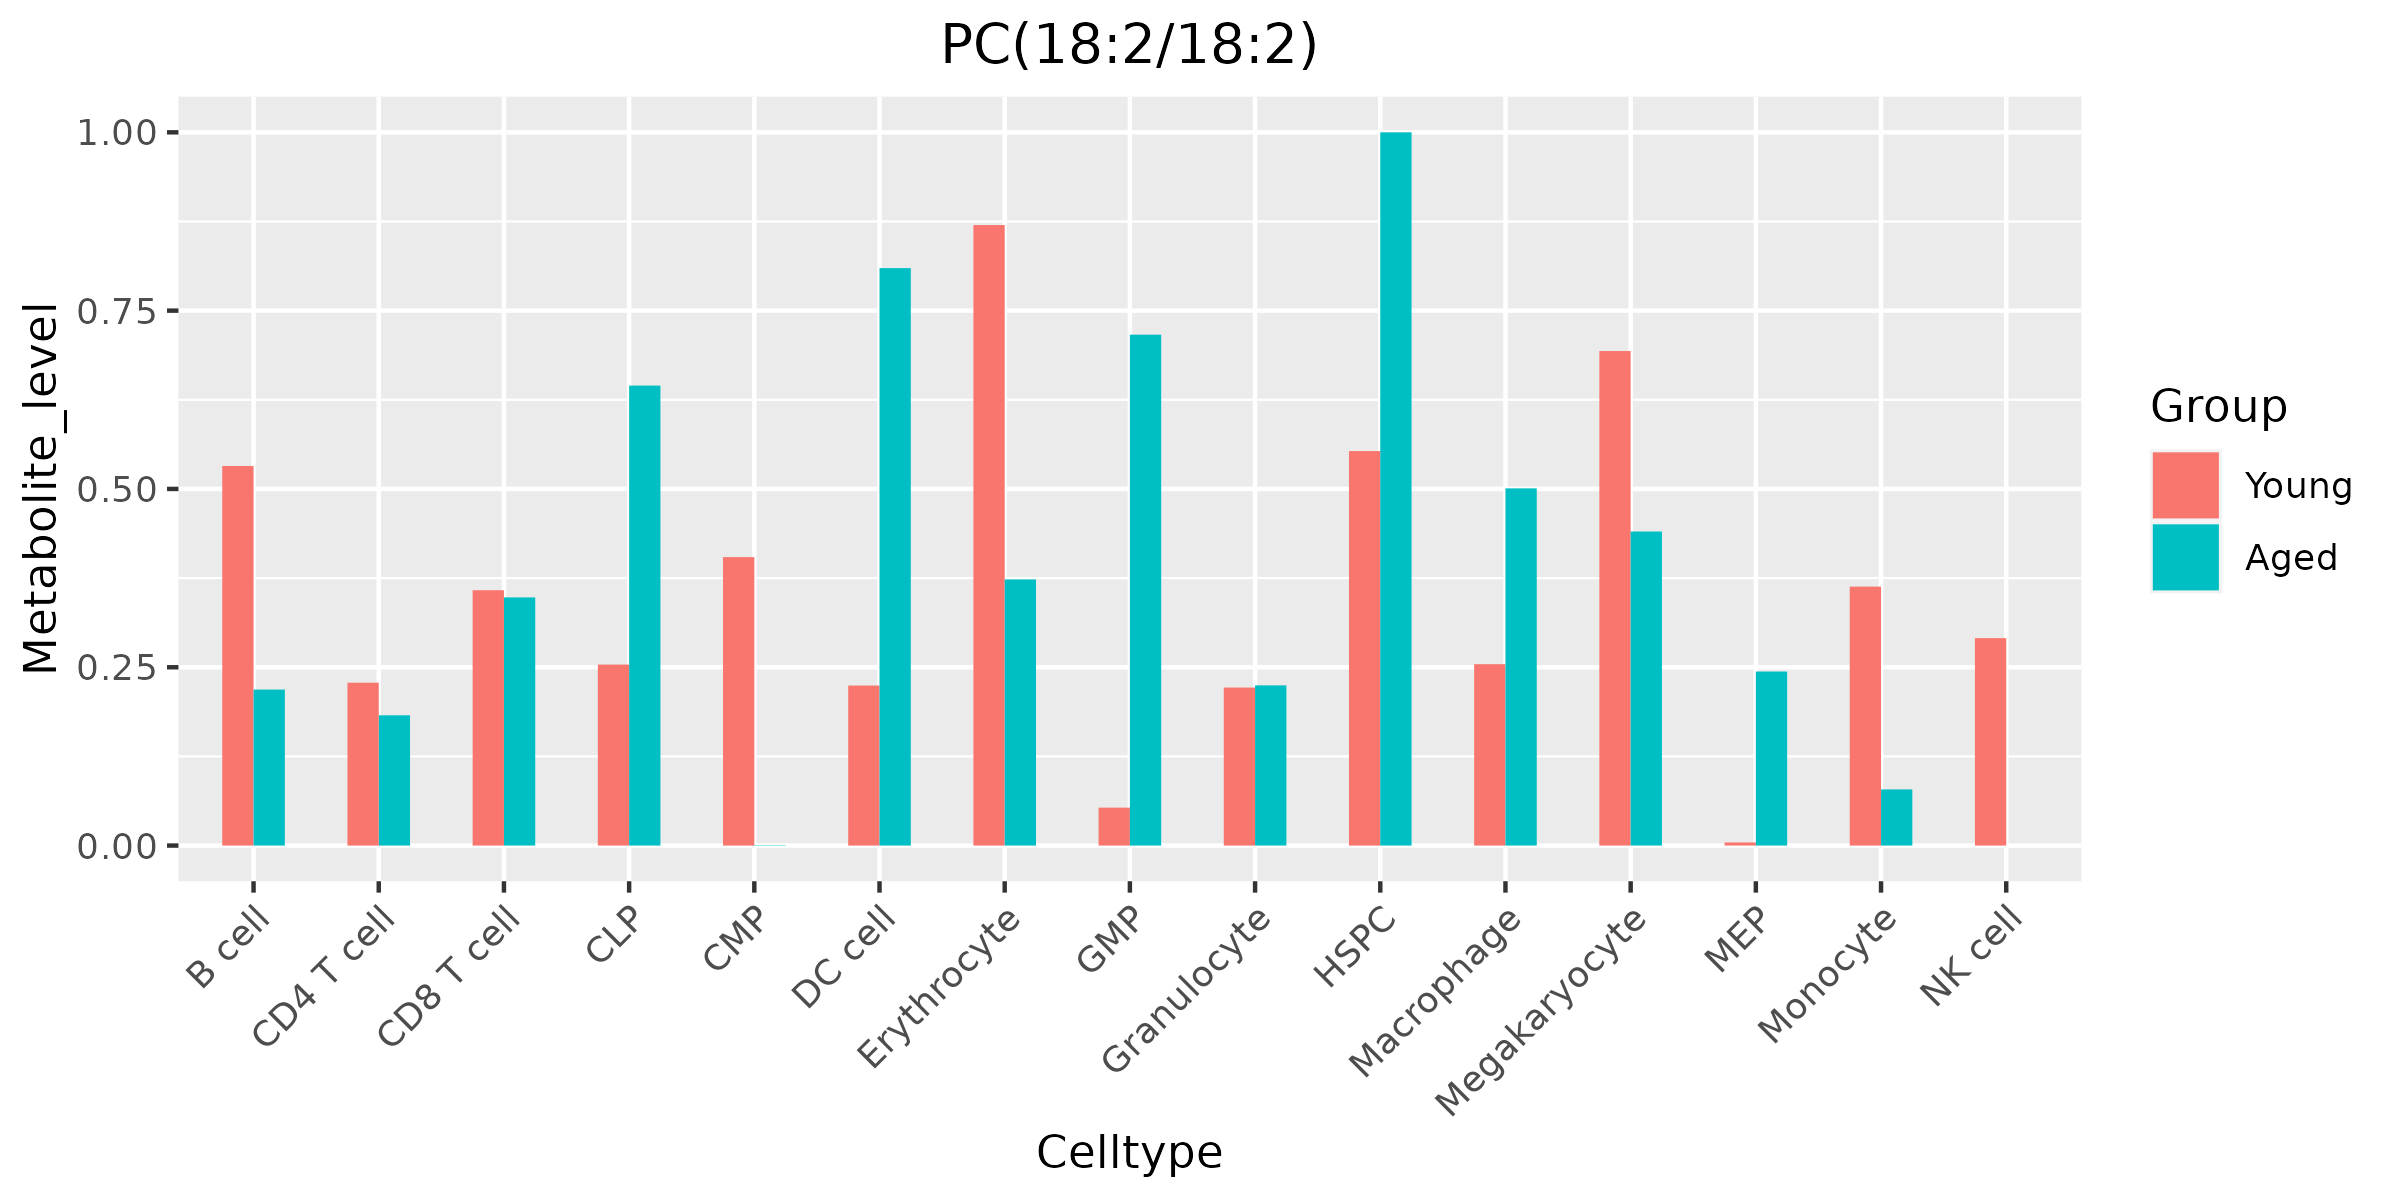 PC(18:2/18:2)
Metabolite_level
1.00
0.75
0.50
0.25
0.00
B cell
CD4 T cell
CD8 T cell
CLP
CMP
DC cell
Erythrocyte
GMP
Granulocyte
HSPC
Macrophage
Megakaryocyte
MEP
Monocyte
NK cell
Celltype
Group
Young
Aged